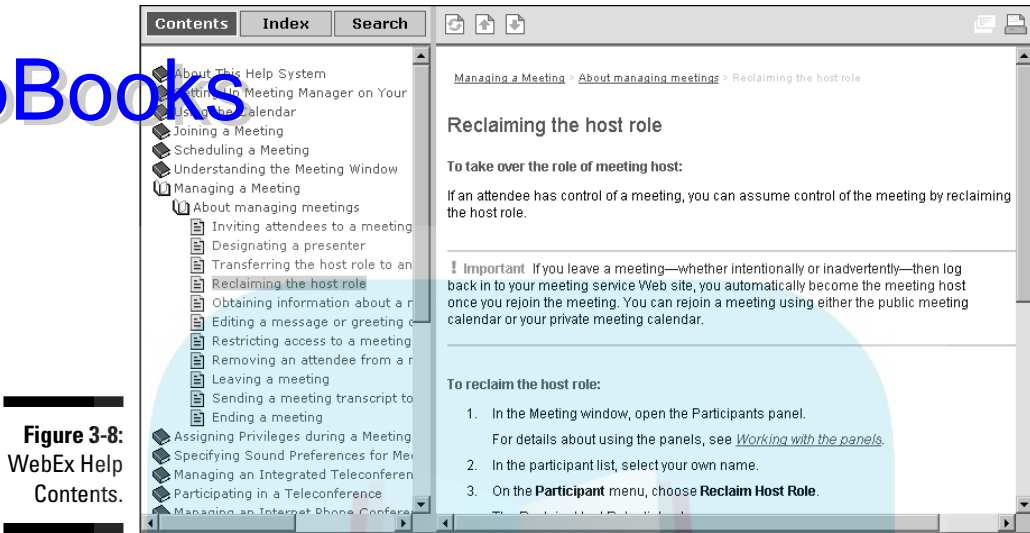 Contents Index Search
About This Help System
Setting Up Meeting Manager on Your
Using the Calendar
Joining a Meeting
Scheduling a Meeting
Understanding the Meeting Window
Managing a Meeting
About managing meetings
Inviting attendees to a meeting
Designating a presenter
Transferring the host role to an
Reclaiming the host role
Obtaining information about a
Editing a message or greeting
Restricting access to a meeting
Removing an attendee from a
Leaving a meeting
Sending a meeting transcript to
Ending a meeting
Assigning Privileges during a Meeting
Specifying Sound Preferences for
Managing an Integrated
Participating in a Teleconference
Managing an Internet Phone
Managing a Meeting > About managing meetings > Reclaiming the host role
Reclaiming the host role
To take over the role of meeting host:
If an attendee has control of a meeting, you can assume control of the meeting by reclaiming
the host role.
! Important If you leave a meeting—whether intentionally or inadvertently—then log
back in to your meeting service Web site, you automatically become the meeting host
once you rejoin the meeting. You can rejoin a meeting using either the public meeting
calendar or your private meeting calendar.
To reclaim the host role:
1. In the Meeting window, open the Participants panel.
For details about using the panels, see Working with the panels.
2. In the participant list, select your own name.
3. On the Participant menu, choose Reclaim Host Role.
Figure 3-8:
WebEx Help
Contents.